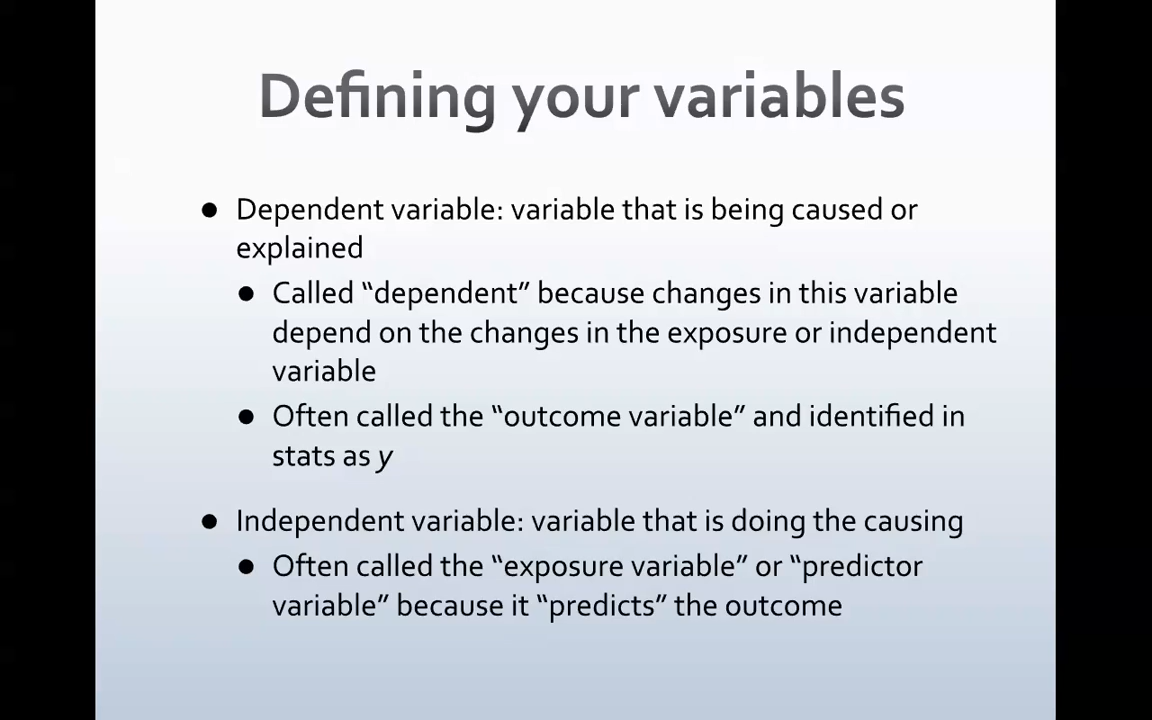 Defining your variables
● Dependent variable: variable that is being caused or
explained
● Called “dependent” because changes in this variable
depend on the changes in the exposure or independent
variable
● Often called the “outcome variable” and identified in
stats as y
● Independent variable: variable that is doing the causing
● Often called the “exposure variable” or “predictor
variable” because it “predicts” the outcome